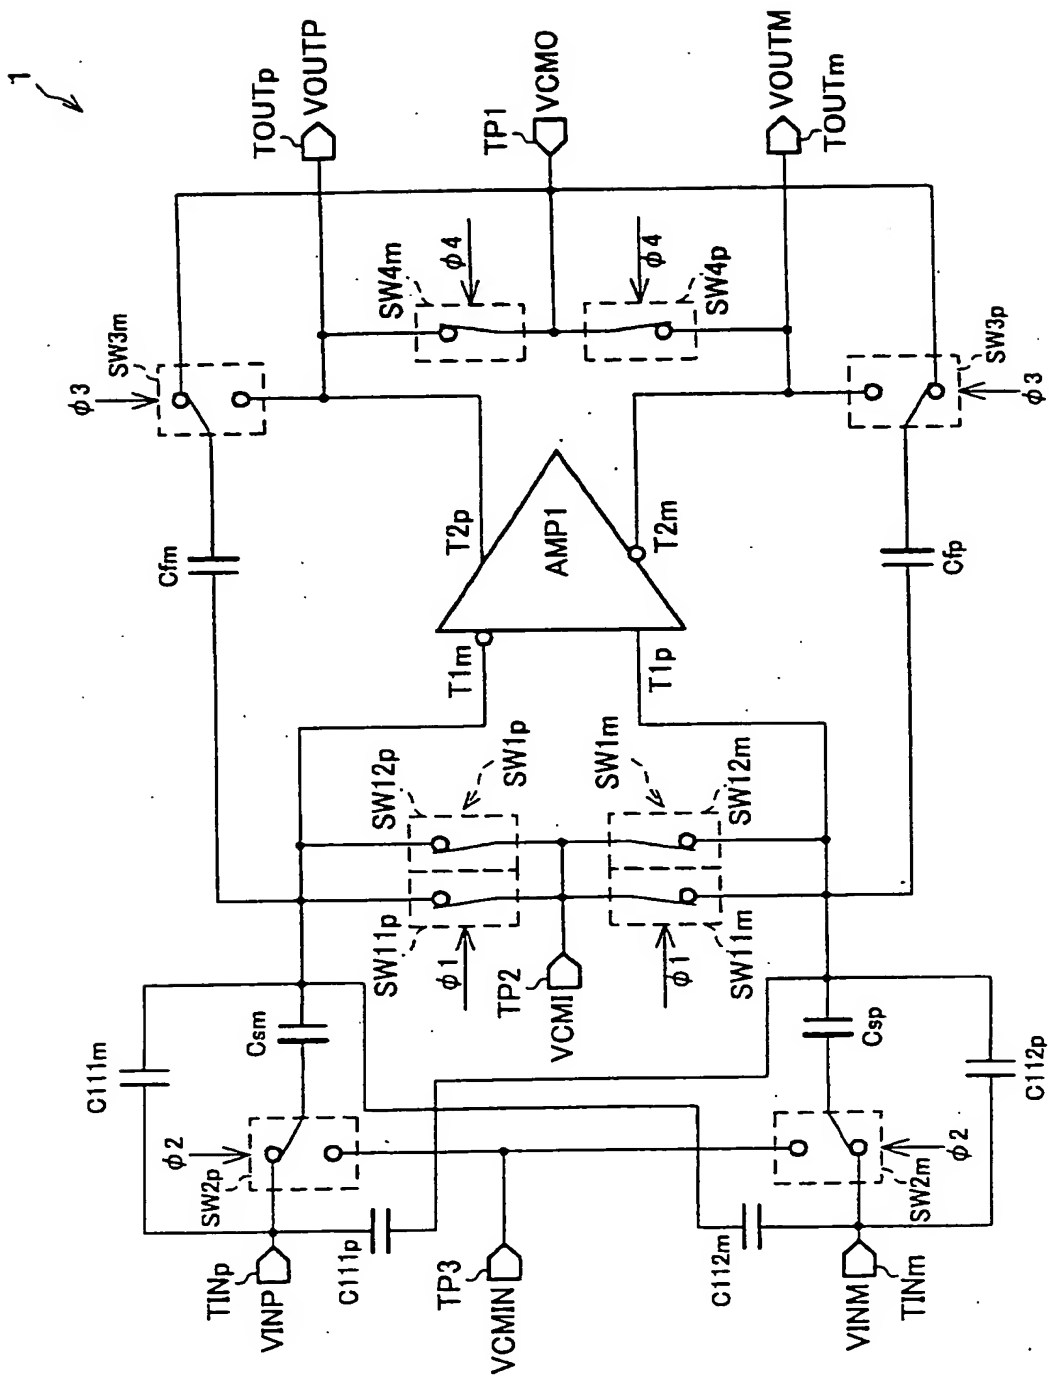 1
TOUTp
VOUTP
TP1
VCMO
VOUTM
TOUTm
φ3
SW3m
SW4m
φ4
φ4
SW4p
SW3p
φ3
Cfm
T2p
AMP1
T2m
Cfp
T1m
T1p
SW12p
SW1p
SW1m
SW12m
SW11p
φ1
TP2
VCMI
φ1
SW11m
C111m
Csm
Csp
C112p
φ2
SW2p
SW2m
φ2
TINp
VINP
C111p
TP3
VCMIN
C112m
VINM
TINm